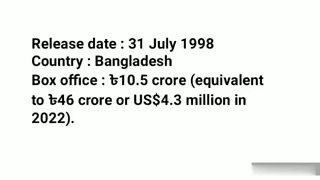 Release date : 31 July 1998
Country : Bangladesh
Box office : ৳10.5 crore (equivalent
to ৳46 crore or US$4.3 million in
2022).